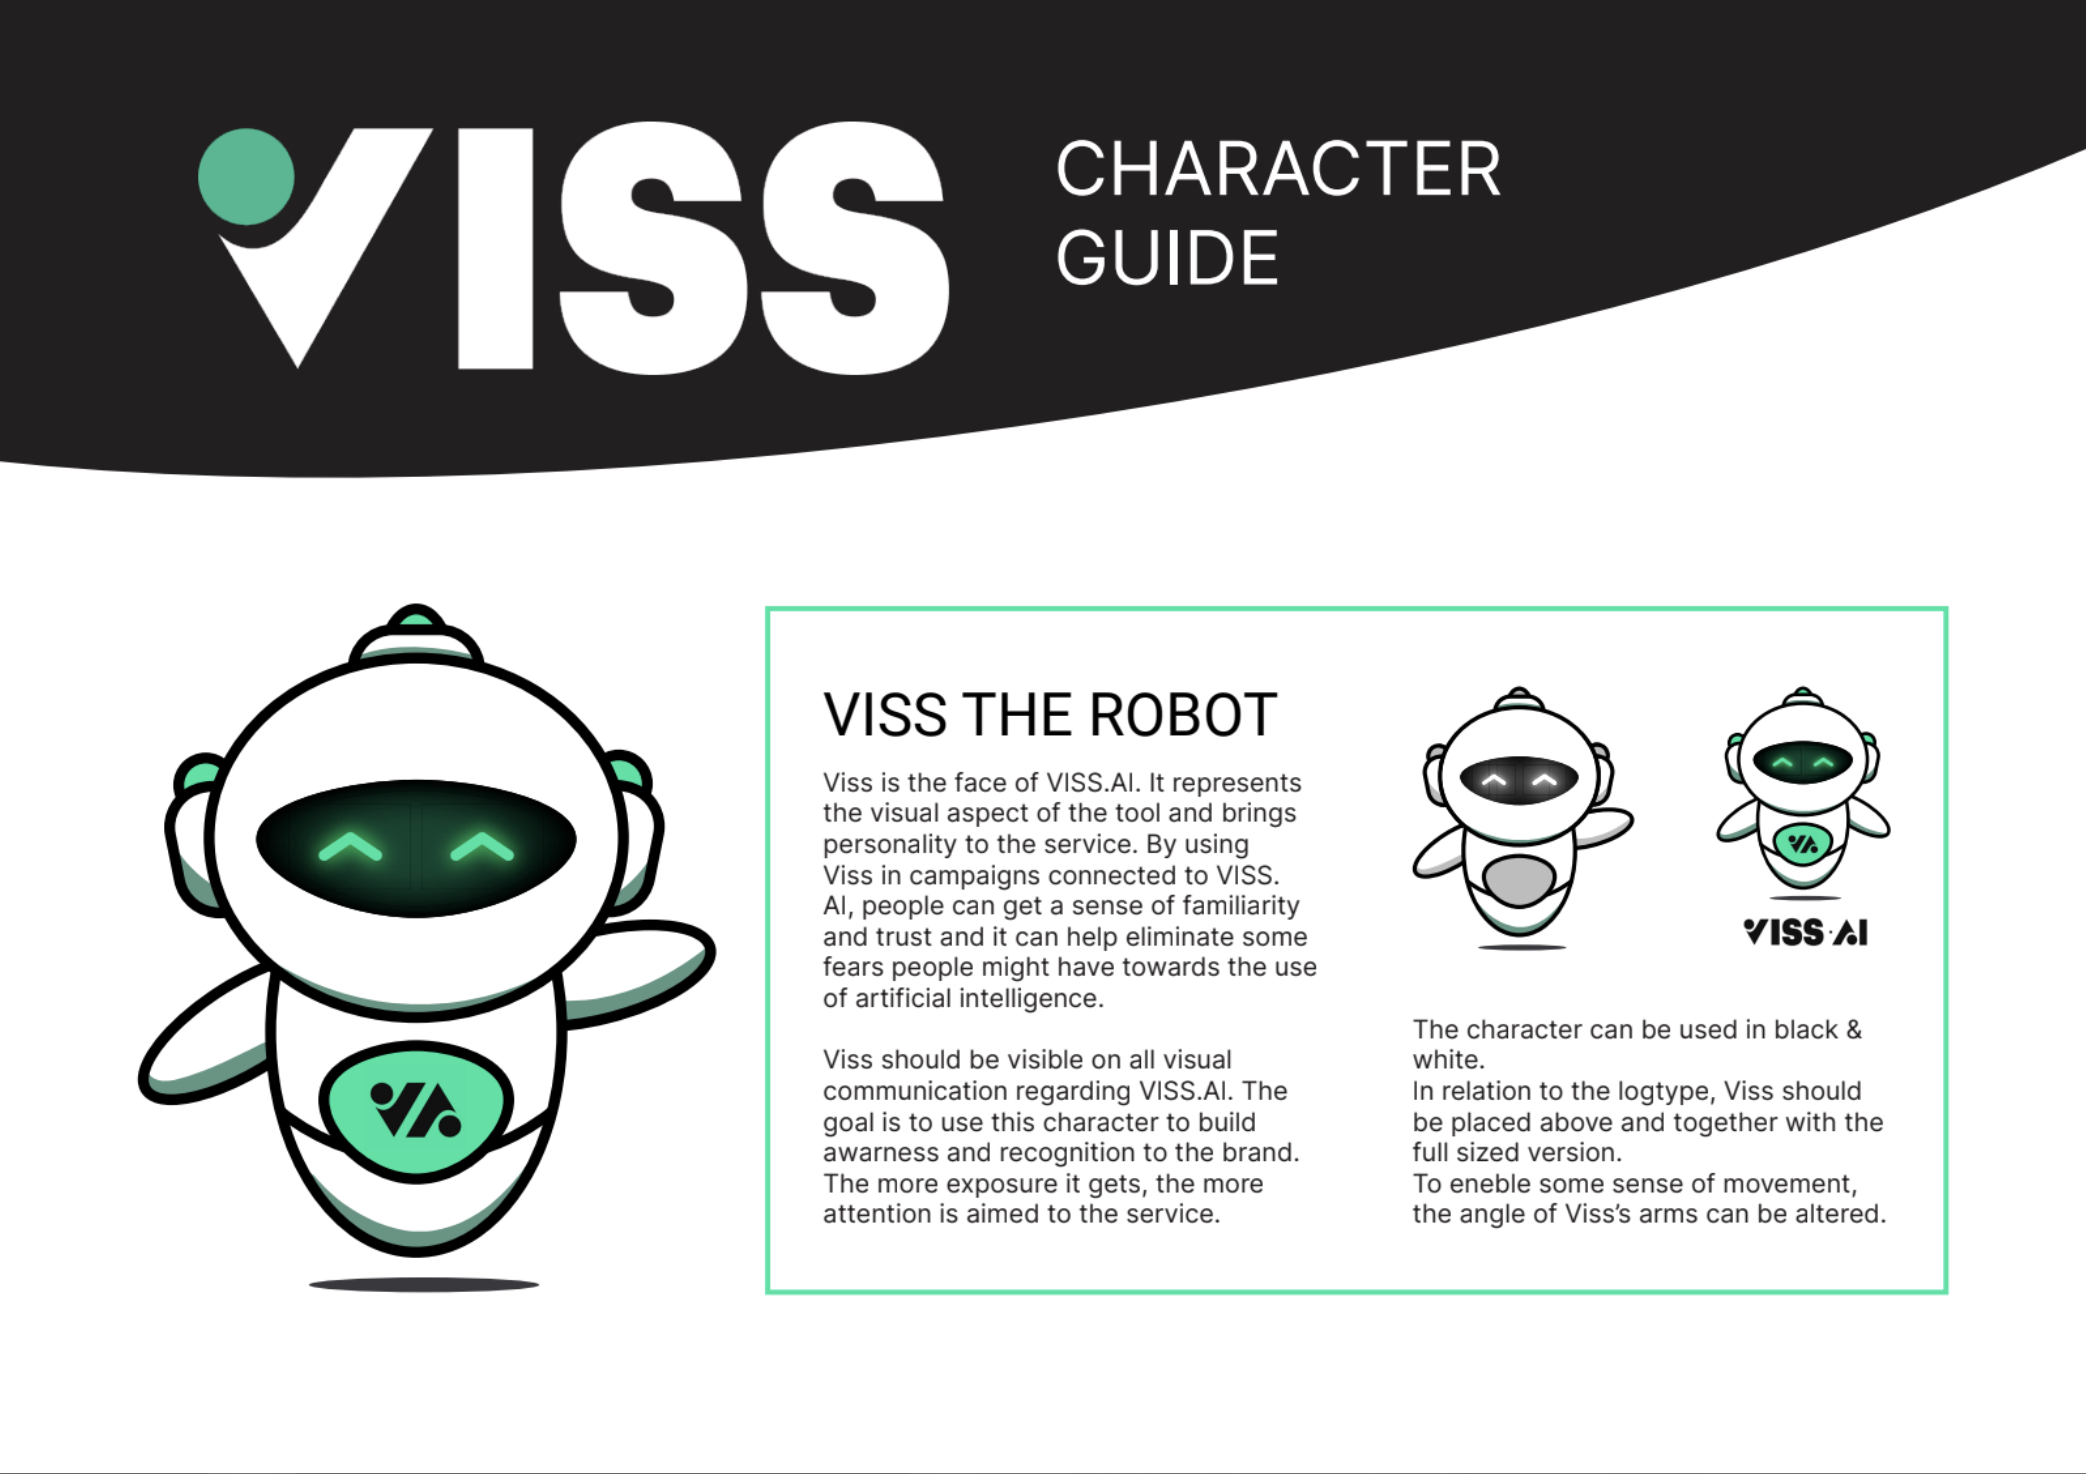 VISS
CHARACTER
GUIDE
VISS THE ROBOT
Viss is the face of VISS.AI. It represents
the visual aspect of the tool and brings
personality to the service. By using
Viss in campaigns connected to VISS.
AI, people can get a sense of familiarity
and trust and it can help eliminate some
fears people might have towards the use
of artificial intelligence.
Viss should be visible on all visual
communication regarding VISS.AI. The
goal is to use this character to build
awarness and recognition to the brand.
The more exposure it gets, the more
attention is aimed to the service.
VISS·AI
The character can be used in black &
white.
In relation to the logtype, Viss should
be placed above and together with the
full sized version.
To eneble some sense of movement,
the angle of Viss’s arms can be altered.
VA
VA